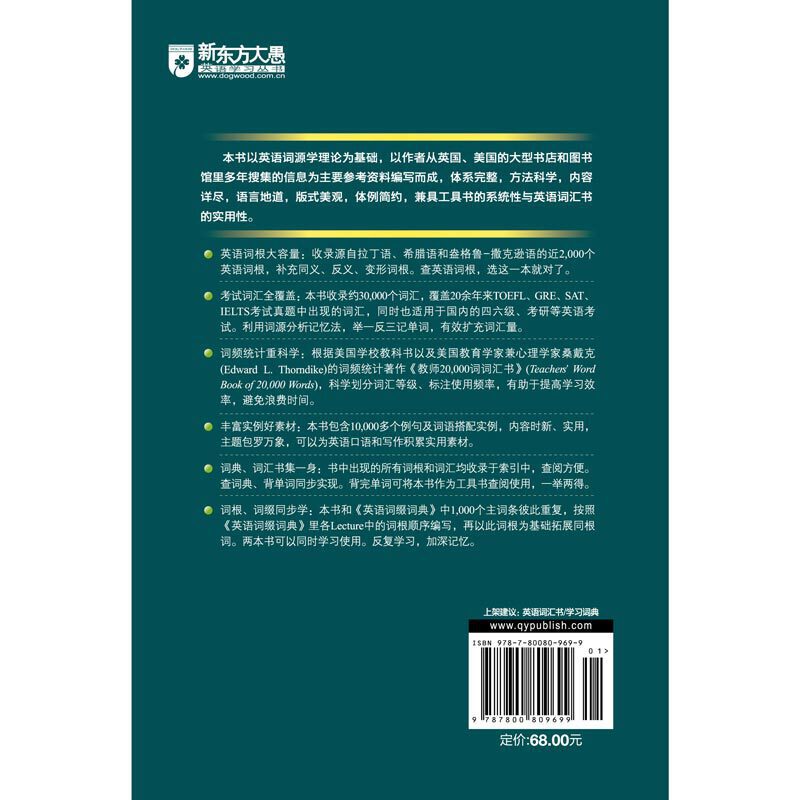 新东方大愚
英语学习丛书
www.dogwood.com.cn
本书以英语词源学理论为基础，以作者从英国、美国的大型书店和图书
馆里多年搜集的信息为主要参考资料编写而成，体系完整，方法科学，内容
详尽，语言地道，版式美观，体例简约，兼具工具书的系统性与英语词汇书
的实用性。
英语词根大容量：收录源自拉丁语、希腊语和盎格鲁-撒克逊语的近2,000个
英语词根，补充同义、反义、变形词根。查英语词根，选这一本就对了。
考试词汇全覆盖：本书收录约30,000个词汇，覆盖20余年来TOEFL、GRE、SAT、
IELTS考试真题中出现的词汇，同时也适用于国内的四六级、考研等英语考
试。利用词源分析记忆法，举一反三记单词，有效扩充词汇量。
词频统计重科学：根据美国学校教科书以及美国教育学家兼心理学家桑戴克
(Edward L. Thorndike)的词频统计著作《教师20,000词词汇书》(Teachers' Word
Book of 20,000 Words)，科学划分词汇等级、标注使用频率，有助于提高学习效
率，避免浪费时间。
丰富实例好素材：本书包含10,000多个例句及词语搭配实例，内容时新、实用，
主题包罗万象，可以为英语口语和写作积累实用素材。
词典、词汇书集一身：书中出现的所有词根和词汇均收录于索引中，查阅方便。
查词典、背单词同步实现。背完单词可将本书作为工具书查阅使用，一举两得。
词根、词缀同步学：本书和《英语词缀词典》中1,000个主词条彼此重复，按照
《英语词缀词典》里各Lecture中的词根顺序编写，再以此词根为基础拓展同根
词。两本书可以同时学习使用。反复学习，加深记忆。
上架建议：英语词汇书/学习词典
www.qypublish.com
ISBN 978-7-80080-969-9
01>
9 787800 809699
定价:68.00元